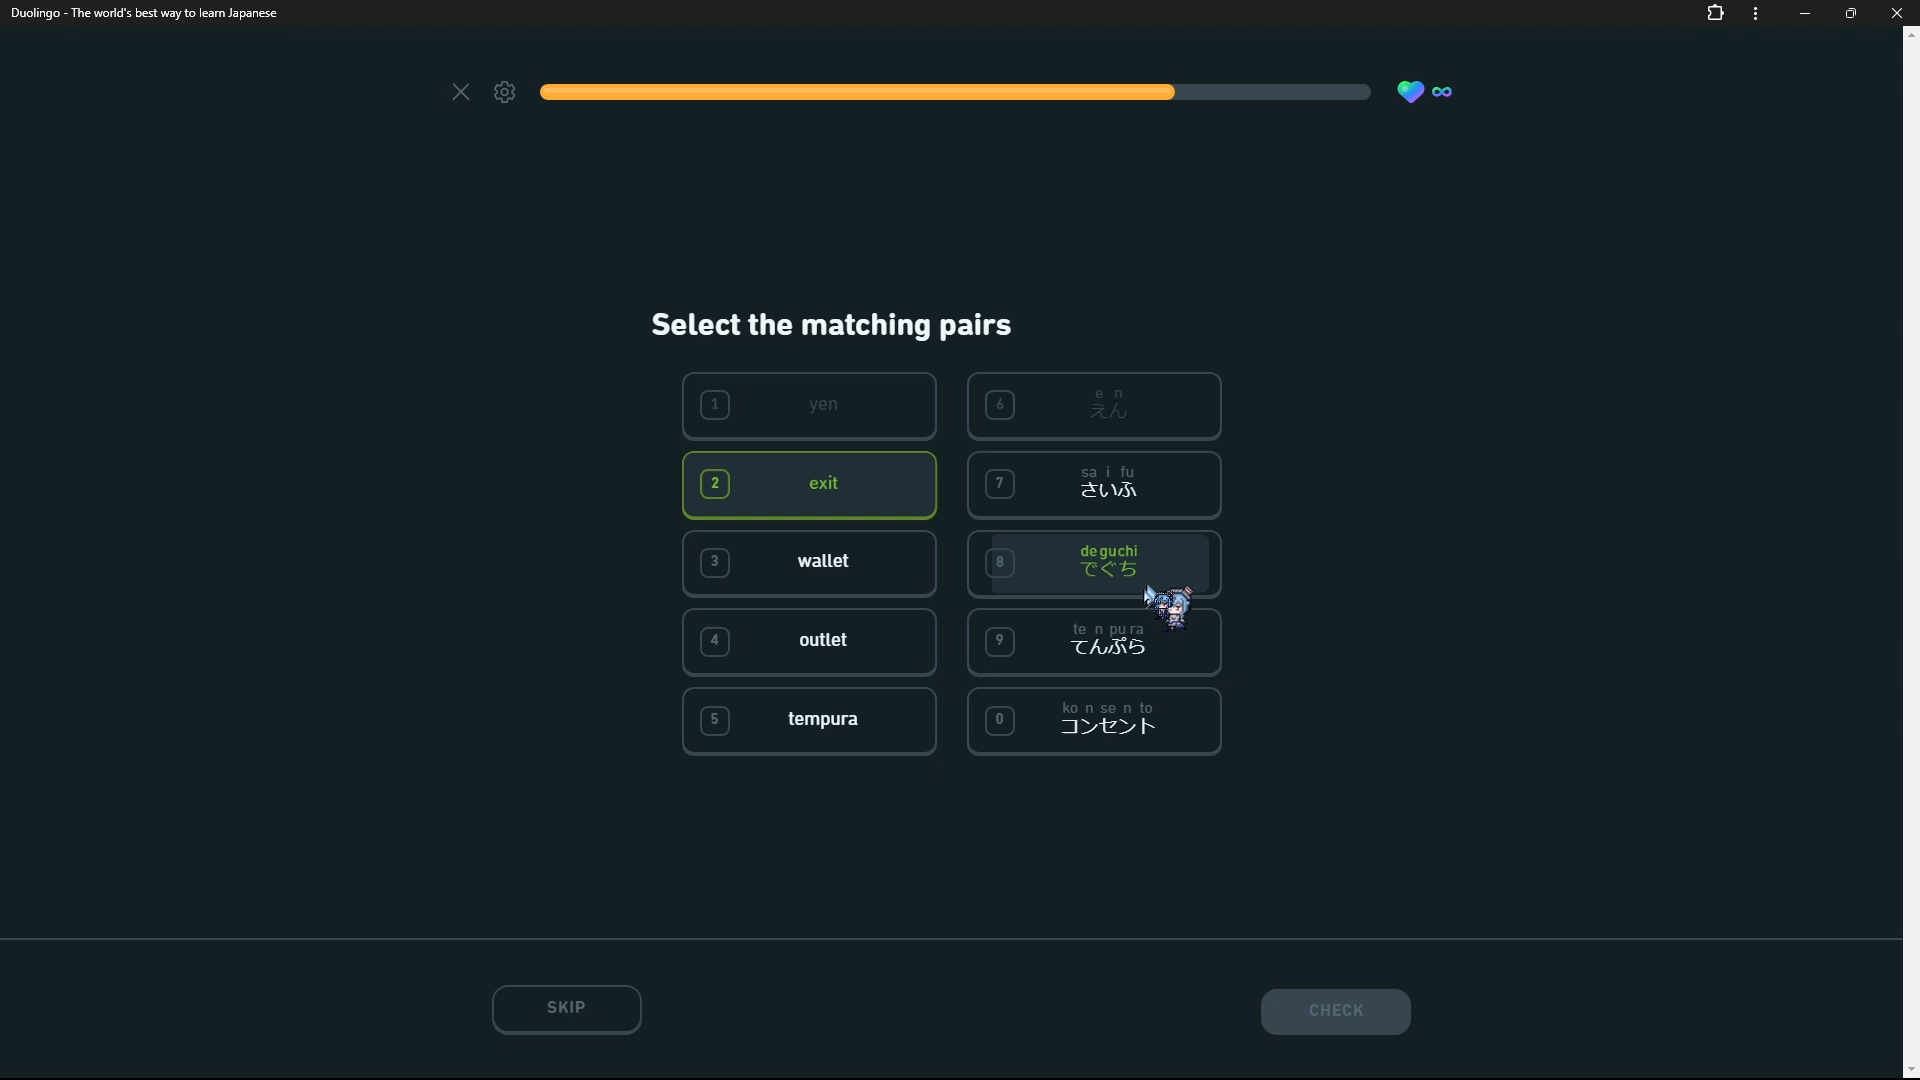 Duolingo - The world's best way to learn Japanese
Select the matching pairs
1 yen
6 e n
えん
2 exit
7 sa i fu
さいふ
3 wallet
8 de guchi
でぐち
4 outlet
9 te n pu ra
てんぷら
5 tempura
0 ko n se n to
コンセント
SKIP
CHECK